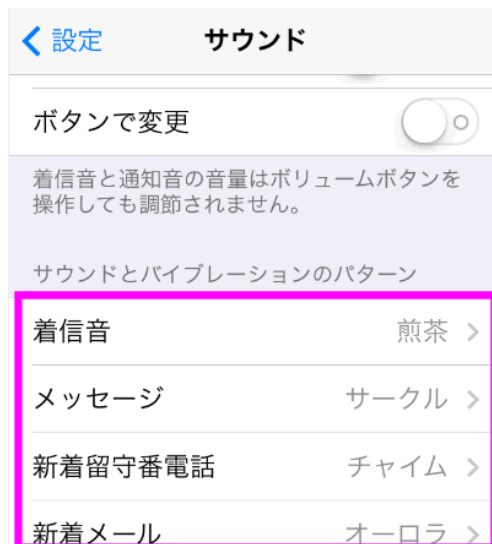 設定 サウンド
ボタンで変更
着信音と通知音の音量はボリュームボタンを
操作しても調節されません。
サウンドとバイブレーションのパターン
着信音 煎茶
メッセージ サークル
新着留守番電話 チャイム
新着メール オーロラ